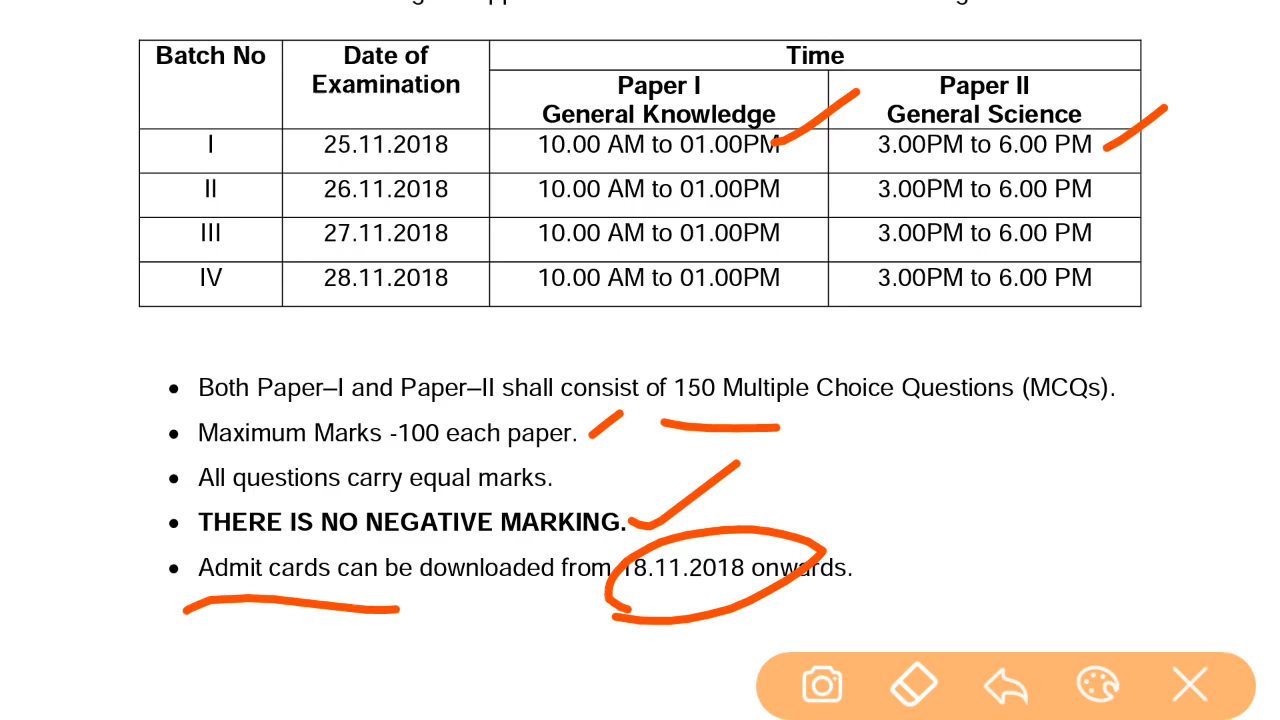 Batch No Date of Examination Time
Paper I General Knowledge Paper II General Science
I 25.11.2018 10.00 AM to 01.00PM 3.00PM to 6.00 PM
II 26.11.2018 10.00 AM to 01.00PM 3.00PM to 6.00 PM
III 27.11.2018 10.00 AM to 01.00PM 3.00PM to 6.00 PM
IV 28.11.2018 10.00 AM to 01.00PM 3.00PM to 6.00 PM
• Both Paper–I and Paper–II shall consist of 150 Multiple Choice Questions (MCQs).
• Maximum Marks -100 each paper.
• All questions carry equal marks.
• THERE IS NO NEGATIVE MARKING.
• Admit cards can be downloaded from 18.11.2018 onwards.